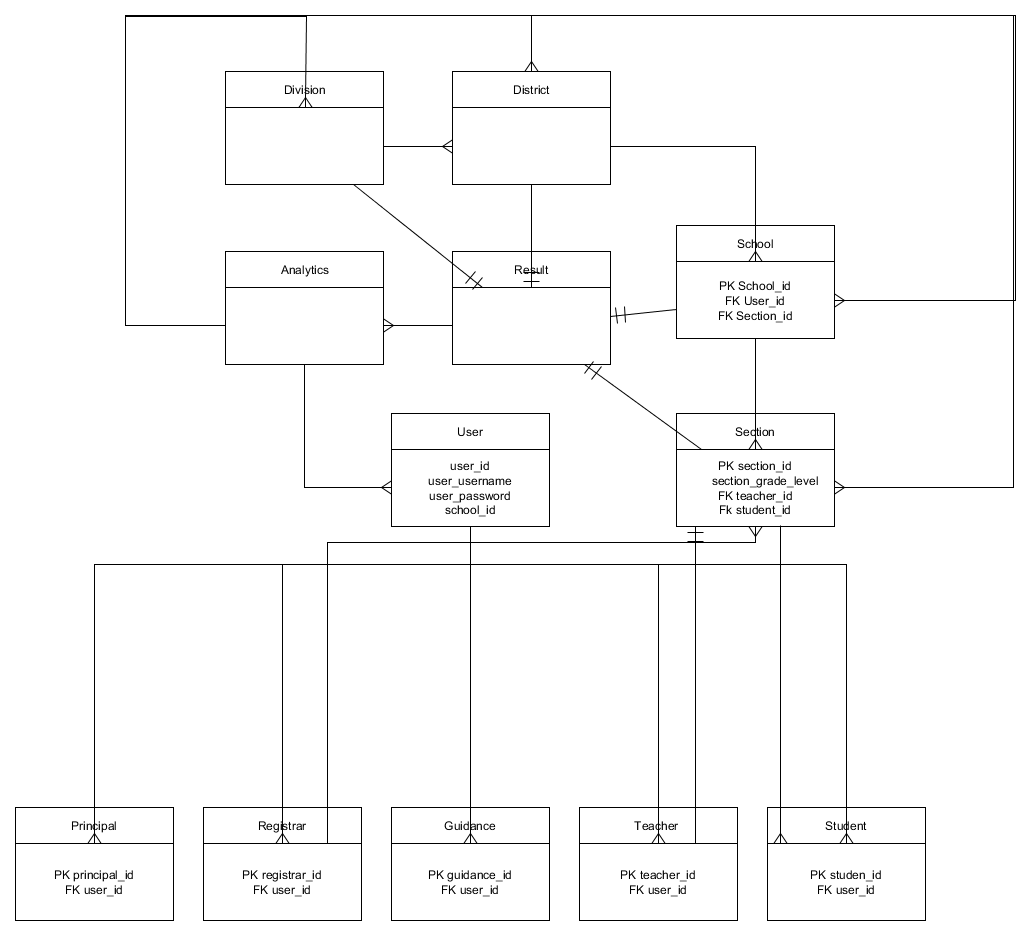 Division
District
School
PK School_id
FK User_id
FK Section_id
Analytics
Result
User
user_id
user_username
user_password
school_id
Section
PK section_id
section_grade_level
FK teacher_id
Fk student_id
Principal
PK principal_id
FK user_id
Registrar
PK registrar_id
FK user_id
Guidance
PK guidance_id
FK user_id
Teacher
PK teacher_id
FK user_id
Student
PK studen_id
FK user_id